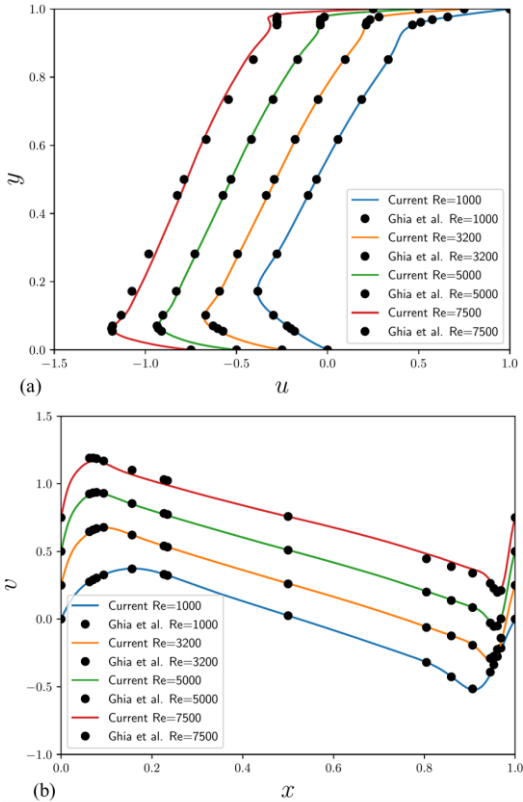 1.0
0.8
0.6
0.4
0.2
0.0
y
Current Re=1000
Ghia et al. Re=1000
Current Re=3200
Ghia et al. Re=3200
Current Re=5000
Ghia et al. Re=5000
Current Re=7500
Ghia et al. Re=7500
−1.5 −1.0 −0.5 0.0 0.5 1.0
(a) u
1.5
1.0
0.5
0.0
−0.5
−1.0
v
Current Re=1000
Ghia et al. Re=1000
Current Re=3200
Ghia et al. Re=3200
Current Re=5000
Ghia et al. Re=5000
Current Re=7500
Ghia et al. Re=7500
0.0 0.2 0.4 0.6 0.8 1.0
(b) x